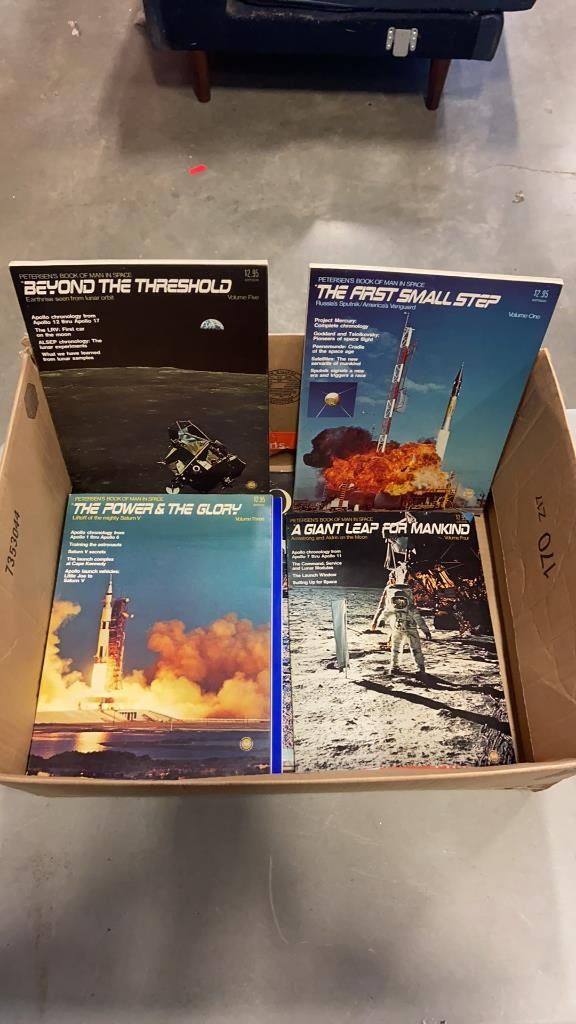 PETERSEN'S BOOK OF MAN IN SPACE
12.95
BEYOND THE THRESHOLD
Earthrise seen from lunar orbit
Volume Five
Apollo chronology from
Apollo 12 thru Apollo 17
The LRV: First car
on the moon
ALSEP chronology: The
lunar experiments
What we have learned
from lunar samples
PETERSEN'S BOOK OF MAN IN SPACE
12.95
THE FIRST SMALL STEP
Russia's Sputnik/America's Vanguard
Volume One
Project Mercury:
Complete chronology
Goddard and Tsiolkovsky:
Pioneers of space flight
Peenemunde: Cradle
of the space age
Satellites: The new
servants of mankind
Sputnik signals a new
era and triggers a race
PETERSEN'S BOOK OF MAN IN SPACE
12.95
THE POWER & THE GLORY
Liftoff of the mighty Saturn V
Volume Three
Apollo chronology from
Apollo 1 thru Apollo 6
Training the astronauts
Saturn V secrets
The launch complex
at Cape Kennedy
Apollo launch vehicles:
Little Joe to
Saturn V
PETERSEN'S BOOK OF MAN IN SPACE
A GIANT LEAP FOR MANKIND
Armstrong and Aldrin on the Moon
Volume Four
Apollo chronology from
Apollo 7 thru Apollo 11
The Command, Service
and Lunar Modules
The Launch Window
Suiting Up for Space
7353044
170